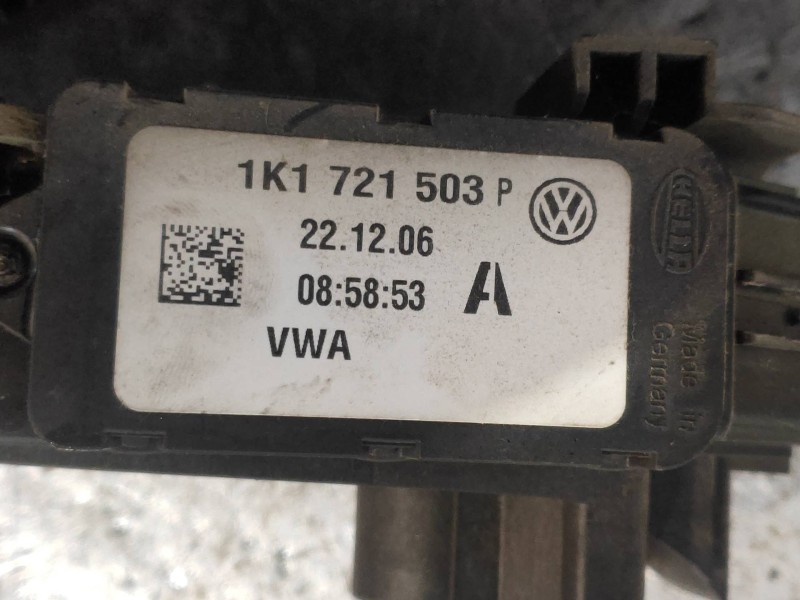 1K1 721 503 P
22.12.06
08:58:53 A
VWA
HELLA
Made in
Germany